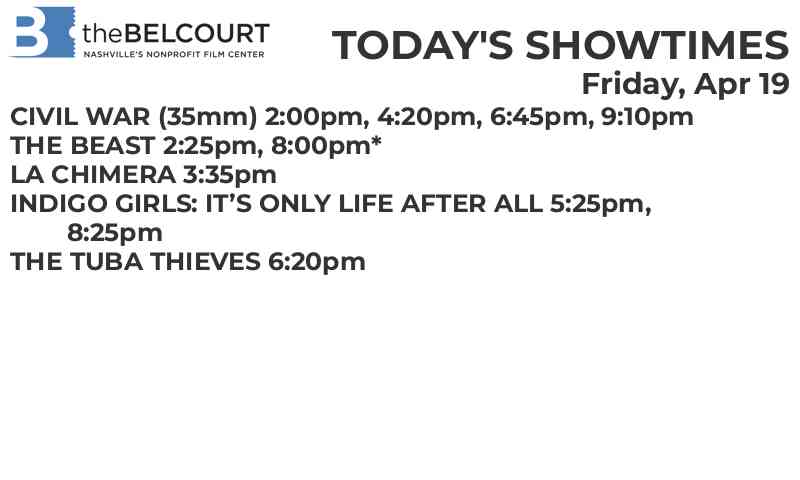 B theBELCOURT
NASHVILLE'S NONPROFIT FILM CENTER
TODAY'S SHOWTIMES
Friday, Apr 19
CIVIL WAR (35mm) 2:00pm, 4:20pm, 6:45pm, 9:10pm
THE BEAST 2:25pm, 8:00pm*
LA CHIMERA 3:35pm
INDIGO GIRLS: IT’S ONLY LIFE AFTER ALL 5:25pm,
8:25pm
THE TUBA THIEVES 6:20pm